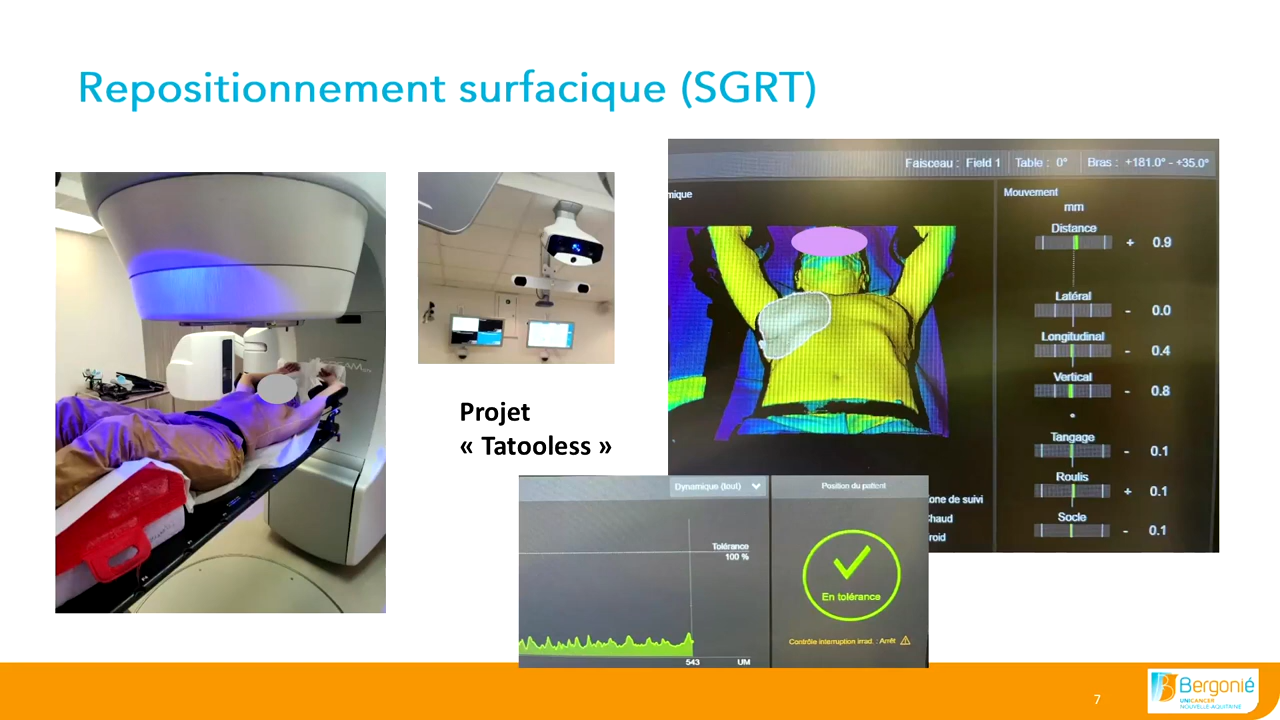 Repositionnement surfacique (SGRT)
Projet
« Tatooless »
Faisceau : Field 1 Table : 0° Bras : +181.0° - +35.0°
mique
Mouvement
mm
Distance
+ 0.9
Latéral
- 0.0
Longitudinal
- 0.4
Vertical
- 0.8
Tangage
- 0.1
Roulis
+ 0.1
Socle
- 0.1
one de suivi
Chaud
roid
Dynamique (tout)
Position du patient
Tolérance
100 %
En tolérance
Contrôle interruption irrad. : Arrêt
543 UM
7
Bergonié
UNICANCER
NOUVELLE-AQUITAINE